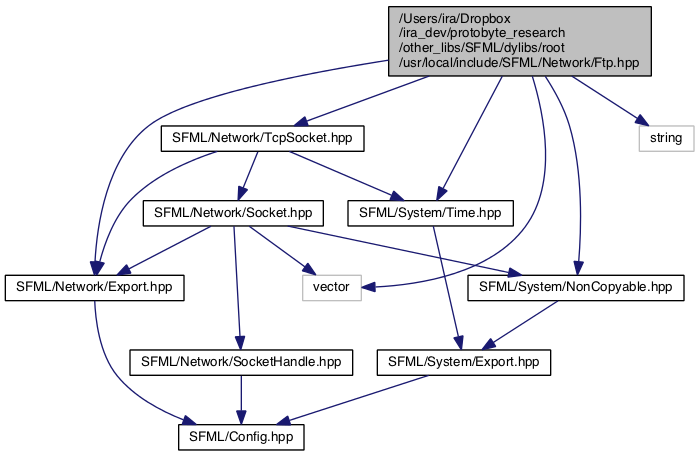 /Users/ira/Dropbox
/ira_dev/protobyte_research
/other_libs/SFML/dylibs/root
/usr/local/include/SFML/Network/Ftp.hpp
SFML/Network/TcpSocket.hpp
string
SFML/Network/Socket.hpp
SFML/System/Time.hpp
SFML/Network/Export.hpp
vector
SFML/System/NonCopyable.hpp
SFML/Network/SocketHandle.hpp
SFML/System/Export.hpp
SFML/Config.hpp